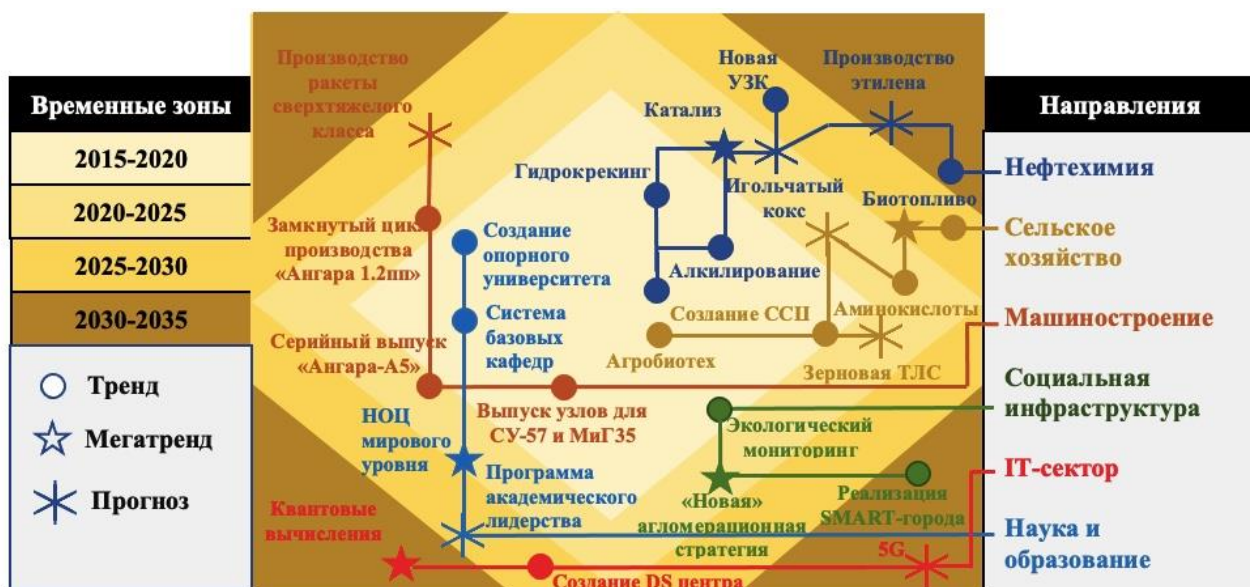 Временные зоны
2015-2020
2020-2025
2025-2030
2030-2035
Тренд
Мегатренд
Прогноз
Производство
ракеты
сверхтяжелого
класса
Замкнутый цикл
производства
«Ангара 1.2пп»
Серийный выпуск
«Ангара-А5»
Выпуск узлов для
СУ-57 и МиГ35
Создание
опорного
университета
Система
базовых
кафедр
НОЦ
мирового
уровня
Программа
академического
лидерства
Квантовые
вычисления
Создание DS центра
5G
Новая
УЗК
Производство
этилена
Катализ
Гидрокрекинг
Игольчатый
кокс
Алкилирование
Биотопливо
Аминокислоты
Создание ССЦ
Агробиотех
Зерновая ТЛС
Экологический
мониторинг
«Новая»
агломерационная
стратегия
Реализация
SMART-города
Направления
Нефтехимия
Сельское
хозяйство
Машиностроение
Социальная
инфраструктура
IT-сектор
Наука и
образование